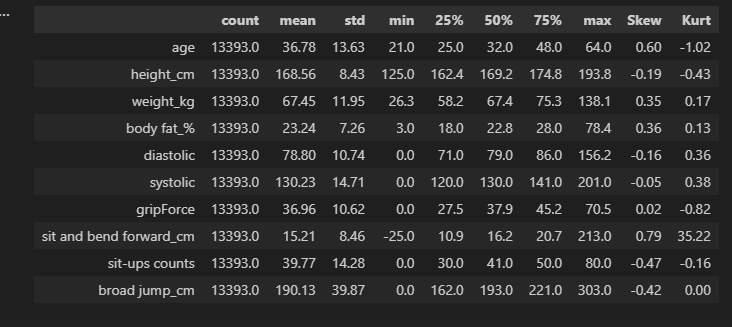 ...
count mean std min 25% 50% 75% max Skew Kurt
age 13393.0 36.78 13.63 21.0 25.0 32.0 48.0 64.0 0.60 -1.02
height_cm 13393.0 168.56 8.43 125.0 162.4 169.2 174.8 193.8 -0.19 -0.43
weight_kg 13393.0 67.45 11.95 26.3 58.2 67.4 75.3 138.1 0.35 0.17
body fat_% 13393.0 23.24 7.26 3.0 18.0 22.8 28.0 78.4 0.36 0.13
diastolic 13393.0 78.80 10.74 0.0 71.0 79.0 86.0 156.2 -0.16 0.36
systolic 13393.0 130.23 14.71 0.0 120.0 130.0 141.0 201.0 -0.05 0.38
gripForce 13393.0 36.96 10.62 0.0 27.5 37.9 45.2 70.5 0.02 -0.82
sit and bend forward_cm 13393.0 15.21 8.46 -25.0 10.9 16.2 20.7 213.0 0.79 35.22
sit-ups counts 13393.0 39.77 14.28 0.0 30.0 41.0 50.0 80.0 -0.47 -0.16
broad jump_cm 13393.0 190.13 39.87 0.0 162.0 193.0 221.0 303.0 -0.42 0.00